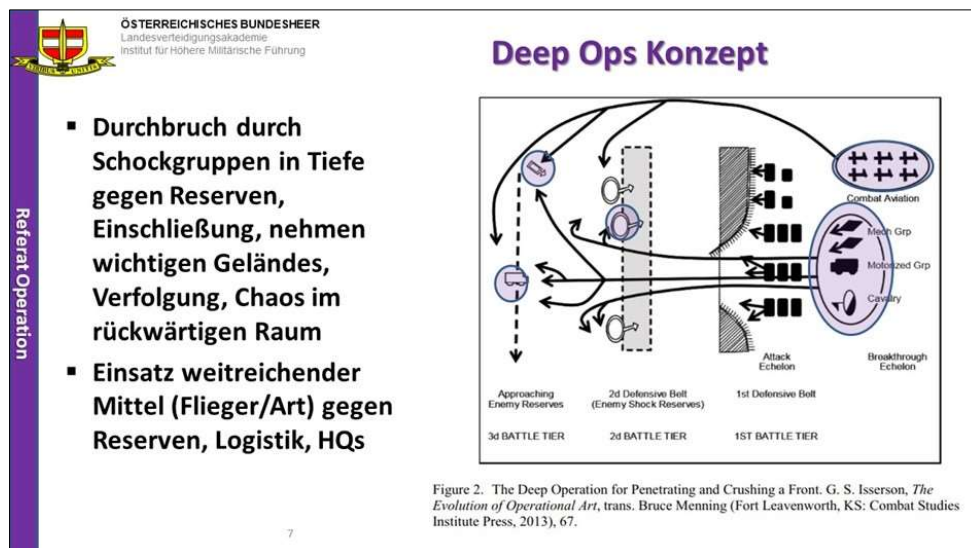 ÖSTERREICHISCHES BUNDESHEER
Landesverteidigungsakademie
Institut für Höhere Militärische Führung
VIRIBUS UNITIS
Deep Ops Konzept
Referat Operation
▪ Durchbruch durch
Schockgruppen in Tiefe
gegen Reserven,
Einschließung, nehmen
wichtigen Geländes,
Verfolgung, Chaos im
rückwärtigen Raum
▪ Einsatz weitreichender
Mittel (Flieger/Art) gegen
Reserven, Logistik, HQs
Combat Aviation
Mech Grp
Motorized Grp
Cavalry
Attack
Echelon
Breakthrough
Echelon
Approaching
Enemy Reserves
2d Defensive Belt
(Enemy Shock Reserves)
1st Defensive Belt
3d BATTLE TIER
2d BATTLE TIER
1ST BATTLE TIER
Figure 2. The Deep Operation for Penetrating and Crushing a Front. G. S. Isserson, The
Evolution of Operational Art, trans. Bruce Menning (Fort Leavenworth, KS: Combat Studies
Institute Press, 2013), 67.
7